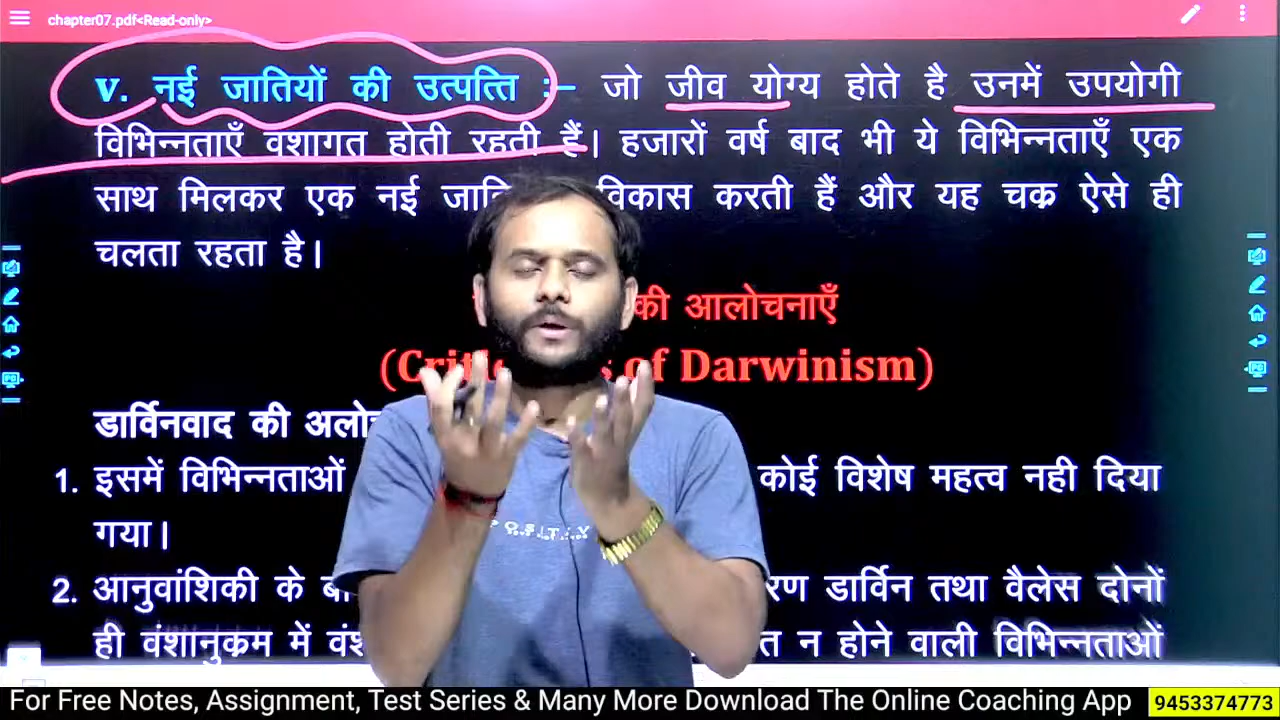 chapter07.pdf<Read-only>
v. नई जातियों की उत्पत्ति :– जो जीव योग्य होते है उनमें उपयोगी
विभिन्नताएँ वशागत होती रहती हैं। हजारों वर्ष बाद भी ये विभिन्नताएँ एक
साथ मिलकर एक नई विकास करती हैं और यह चक्र ऐसे ही
चलता रहता है।
की आलोचनाएँ
of Darwinism)
डार्विनवाद की
1. इसमें विभिन्नताओं कोई विशेष महत्व नही दिया
गया।
2. आनुवांशिकी के डार्विन तथा वैलेस दोनों
ही वंशानुक्रम में न होने वाली विभिन्नताओं
For Free Notes, Assignment, Test Series & Many More Download The Online Coaching App 9453374773